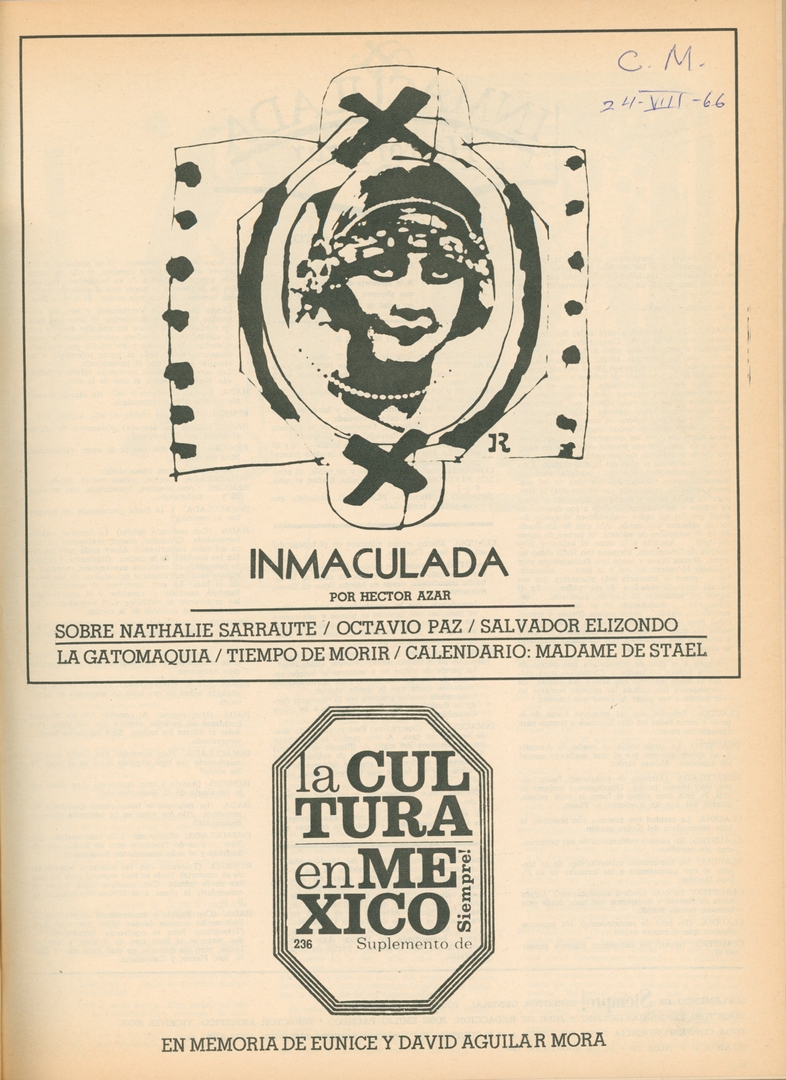 C. M.
24-VIII-66
JR
INMACULADA
POR HECTOR AZAR
SOBRE NATHALIE SARRAUTE / OCTAVIO PAZ / SALVADOR ELIZONDO
LA GATOMAQUIA / TIEMPO DE MORIR / CALENDARIO: MADAME DE STAEL
la CUL
TURA
en ME
XICO
Siempre!
236 Suplemento de
EN MEMORIA DE EUNICE Y DAVID AGUILAR MORA